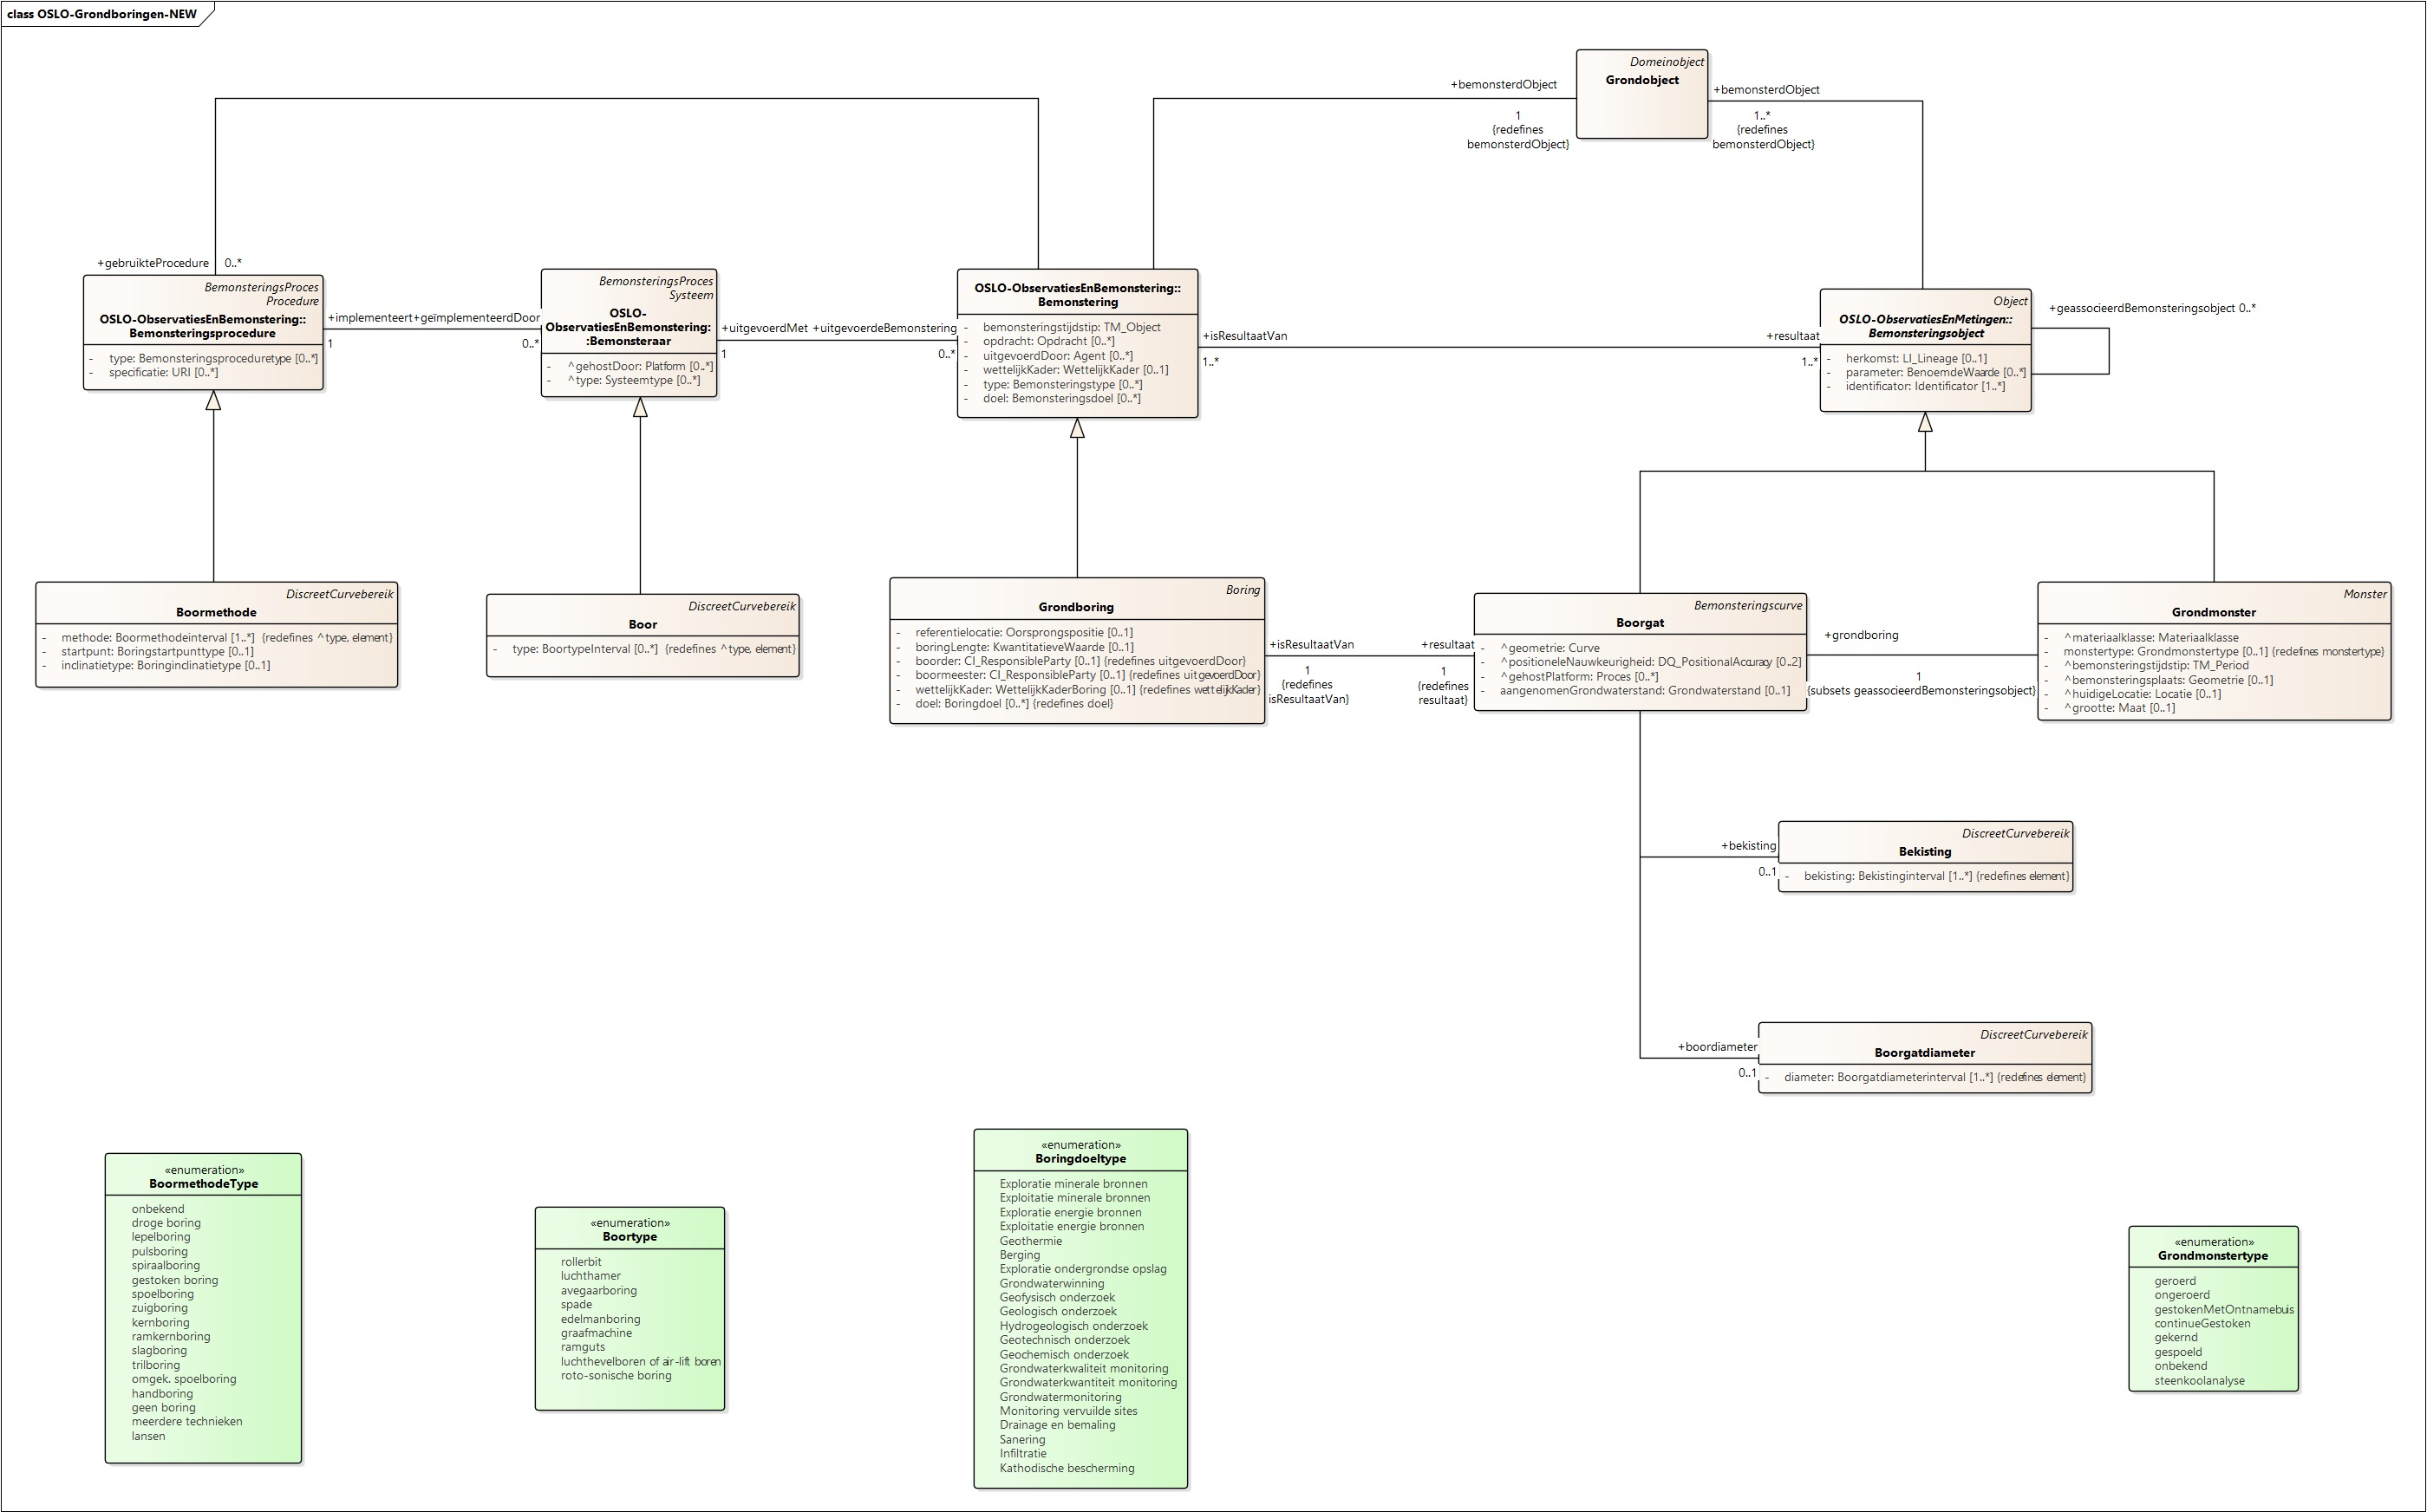 class OSLO-Grondboringen-NEW
Domeinobject
Grondobject
+bemonsterdObject
1
{redefines
bemonsterdObject}
+bemonsterdObject
1..*
{redefines
bemonsterdObject}
+gebruikteProcedure
0..*
BemonsteringsProces
Procedure
OSLO-ObservatiesEnBemonstering::
Bemonsteringsprocedure
- type: Bemonsteringsproceduretype [0..*]
- specificatie: URI [0..*]
+implementeert
+geïmplementeerdDoor
1
0..*
BemonsteringsProces
Systeem
OSLO-
ObservatiesEnBemonstering:
:Bemonsteraar
- ^gehostDoor: Platform [0..*]
- ^type: Systeemtype [0..*]
+uitgevoerdMet
+uitgevoerdeBemonstering
1
0..*
OSLO-ObservatiesEnBemonstering::
Bemonstering
- bemonsteringstijdstip: TM_Object
- opdracht: Opdracht [0..*]
- uitgevoerdDoor: Agent [0..*]
- wettelijkKader: WettelijkKader [0..1]
- type: Bemonsteringstype [0..*]
- doel: Bemonsteringsdoel [0..*]
+isResultaatVan
1..*
+resultaat
1..*
Object
OSLO-ObservatiesEnMetingen::
Bemonsteringsobject
- herkomst: LI_Lineage [0..1]
- parameter: BenoemdeWaarde [0..*]
- identificator: Identificator [1..*]
+geassocieerdBemonsteringsobject 0..*
DiscreetCurvebereik
Boormethode
- methode: Boormethodeinterval [1..*] {redefines ^type, element}
- startpunt: Boringstartpunttype [0..1]
- inclinatietype: Boringinclinatietype [0..1]
DiscreetCurvebereik
Boor
- type: BoortypeInterval [0..*] {redefines ^type, element}
Boring
Grondboring
- referentielocatie: Oorsprongspositie [0..1]
- boringLengte: KwantitatieveWaarde [0..1]
- boorder: CI_ResponsibleParty [0..1] {redefines uitgevoerdDoor}
- boormeester: CI_ResponsibleParty [0..1] {redefines uitgevoerdDoor}
- wettelijkKader: WettelijkKaderBoring [0..1] {redefines wettelijkKader}
- doel: Boringdoel [0..*] {redefines doel}
+isResultaatVan
1
{redefines
isResultaatVan}
+resultaat
1
{redefines
resultaat}
Bemonsteringscurve
Boorgat
- ^geometrie: Curve
- ^positioneleNauwkeurigheid: DQ_PositionalAccuracy [0..2]
- ^gehostPlatform: Proces [0..*]
- aangenomenGrondwaterstand: Grondwaterstand [0..1]
+grondboring
1
{subsets geassocieerdBemonsteringsobject}
Monster
Grondmonster
- ^materiaalklasse: Materiaalklasse
- monstertype: Grondmonstertype [0..1] {redefines monstertype}
- ^bemonsteringstijdstip: TM_Period
- ^bemonsteringsplaats: Geometrie [0..1]
- ^huidigeLocatie: Locatie [0..1]
- ^grootte: Maat [0..1]
+bekisting
0..1
DiscreetCurvebereik
Bekisting
- bekisting: Bekistinginterval [1..*] {redefines element}
+boordiameter
0..1
DiscreetCurvebereik
Boorgatdiameter
- diameter: Boorgatdiameterinterval [1..*] {redefines element}
«enumeration»
BoormethodeType
onbekend
droge boring
lepelboring
pulsboring
spiraalboring
gestoken boring
spoelboring
zuigboring
kernboring
ramkernboring
slagboring
trilboring
omgek. spoelboring
handboring
geen boring
meerdere technieken
lansen
«enumeration»
Boortype
rollerbit
luchthamer
avegaarboring
spade
edelmanboring
graafmachine
ramguts
luchthevelboren of air-lift boren
roto-sonische boring
«enumeration»
Boringdoeltype
Exploratie minerale bronnen
Exploitatie minerale bronnen
Exploratie energie bronnen
Exploitatie energie bronnen
Geothermie
Berging
Exploratie ondergrondse opslag
Grondwaterwinning
Geofysisch onderzoek
Geologisch onderzoek
Hydrogeologisch onderzoek
Geotechnisch onderzoek
Geochemisch onderzoek
Grondwaterkwaliteit monitoring
Grondwaterkwantiteit monitoring
Grondwatermonitoring
Monitoring vervuilde sites
Drainage en bemaling
Sanering
Infiltratie
Kathodische bescherming
«enumeration»
Grondmonstertype
geroerd
ongeroerd
gestokenMetOntnamebuis
continueGestoken
gekernd
gespoeld
onbekend
steenkoolanalyse